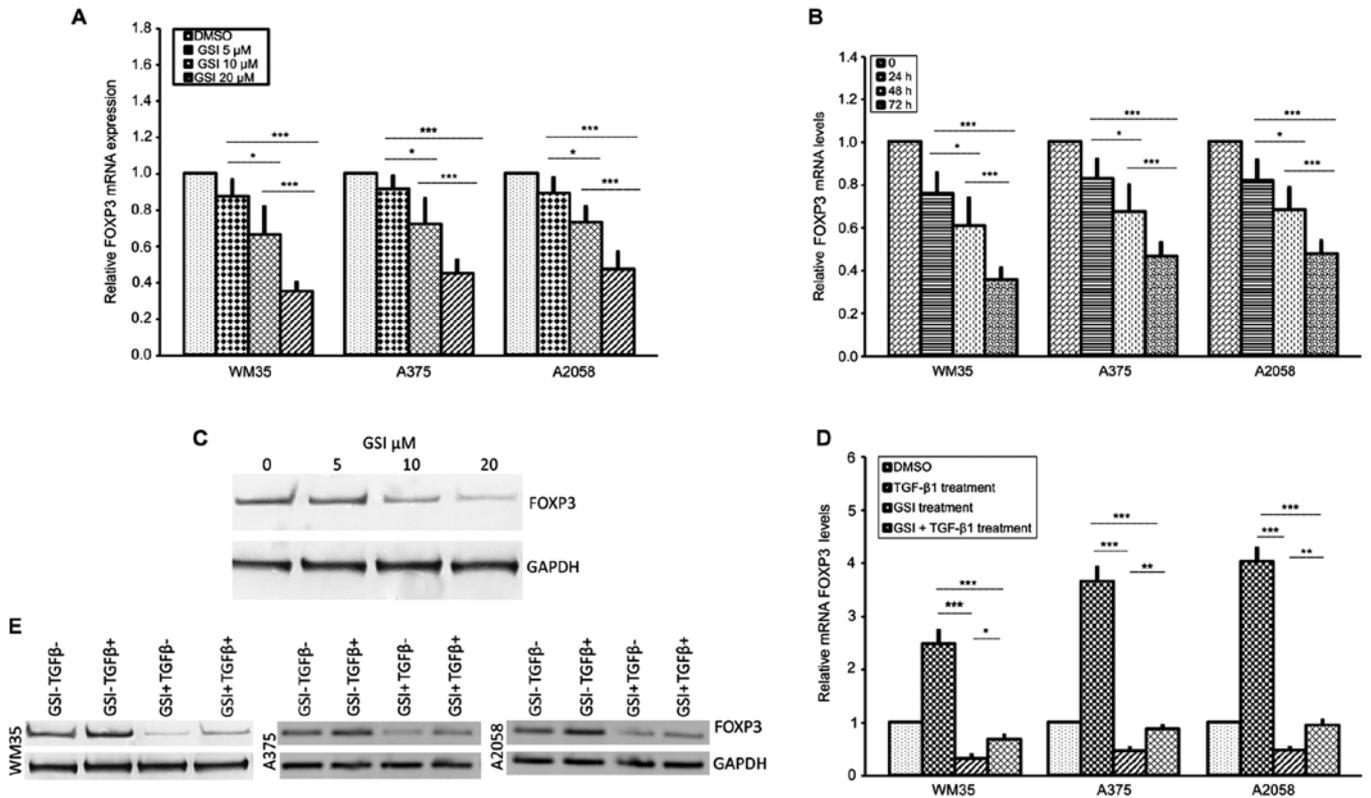 A
Relative FOXP3 mRNA expression
1.8
1.6
1.4
1.2
1.0
0.8
0.6
0.4
0.2
0.0
DMSO
GSI 5 μM
GSI 10 μM
GSI 20 μM
***
*
***
***
*
***
***
*
***
WM35 A375 A2058
B
Relative FOXP3 mRNA levels
1.4
1.2
1.0
0.8
0.6
0.4
0.2
0.0
0
24 h
48 h
72 h
***
*
***
***
*
***
***
*
***
WM35 A375 A2058
C
GSI μM
0 5 10 20
FOXP3
GAPDH
D
Relative mRNA FOXP3 levels
6
5
4
3
2
1
0
DMSO
TGF-β1 treatment
GSI treatment
GSI + TGF-β1 treatment
***
***
*
***
***
**
***
***
**
WM35 A375 A2058
E
GSI-TGFβ-
GSI-TGFβ+
GSI+TGFβ-
GSI+TGFβ+
GSI-TGFβ-
GSI-TGFβ+
GSI+TGFβ-
GSI+TGFβ+
GSI-TGFβ-
GSI-TGFβ+
GSI+TGFβ-
GSI+TGFβ+
WM35
A375
A2058
FOXP3
GAPDH